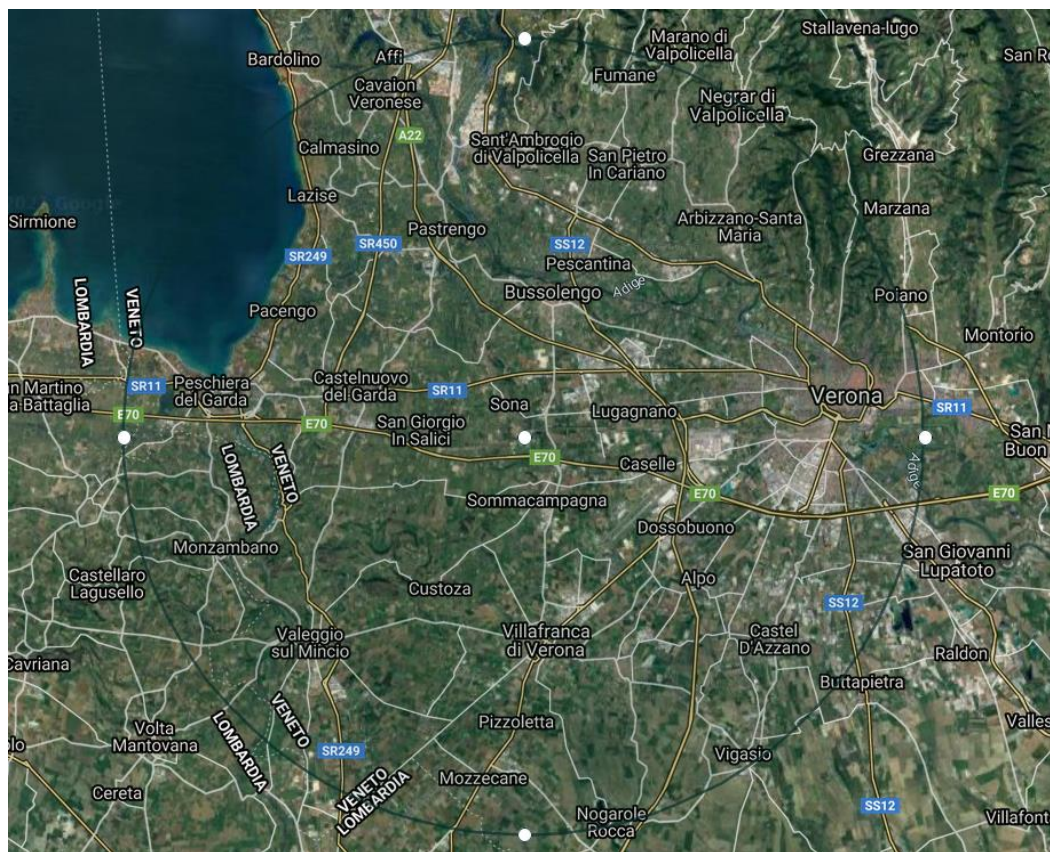 Stallavena-lugo
Marano di
Valpolicella
San Ro
Bardolino
Affi
Fumane
Cavaion
Veronese
Negrar di
Valpolicella
A22
Calmasino
Sant'Ambrogio
di Valpolicella
San Pietro
In Cariano
Grezzana
Lazise
Marzana
Sirmione
Arbizzano-Santa
Maria
Pastrengo
SR450
SS12
SR249
Pescantina
Adige
Bussolengo
Poiano
LOMBARDIA
VENETO
Pacengo
Montorio
SR11
an Martino
a Battaglia
Peschiera
del Garda
Castelnuovo
del Garda
SR11
Verona
SR11
Sona
Lugagnano
E70
E70
San Giorgio
In Salici
San M
Buon
E70
Caselle
Adige
LOMBARDIA
VENETO
E70
E70
Sommacampagna
Dossobuono
Monzambano
San Giovanni
Lupatoto
Castellaro
Lagusello
Custoza
Alpo
SS12
Valeggio
sul Mincio
Villafranca
di Verona
Castel
D'Azzano
Cavriana
Raldon
Buttapietra
VENETO
LOMBARDIA
Volta
Mantovana
Pizzoletta
Valles
olo
SR249
Vigasio
Mozzecane
Cereta
VENETO
LOMBARDIA
SS12
Nogarole
Rocca
Villafont